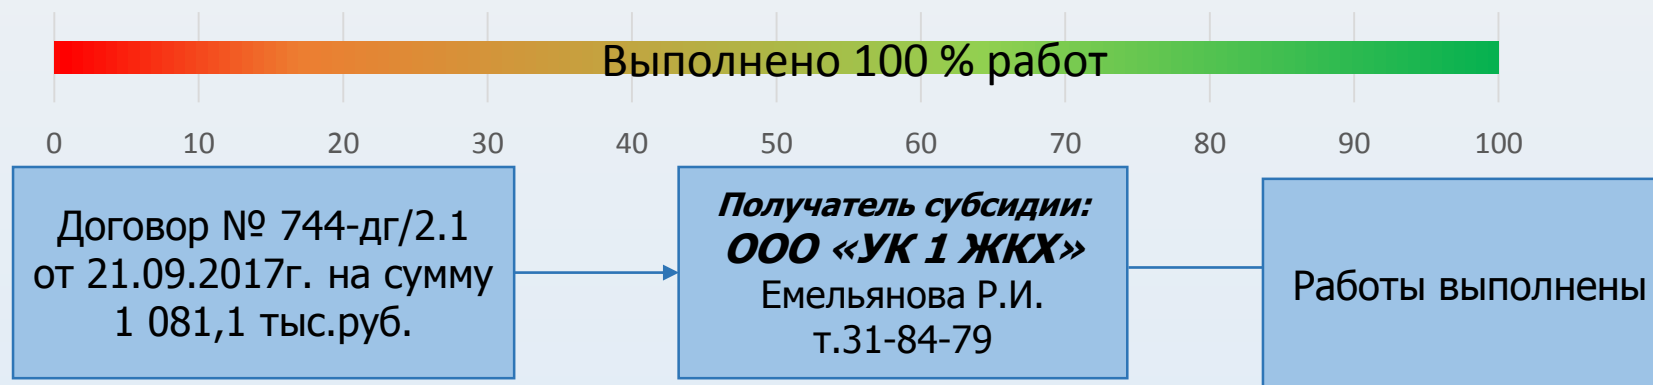 Выполнено 100 % работ
0 10 20 30 40 50 60 70 80 90 100
Договор № 744-дг/2.1
от 21.09.2017г. на сумму
1 081,1 тыс.руб.
Получатель субсидии:
ООО «УК 1 ЖКХ»
Емельянова Р.И.
т.31-84-79
Работы выполнены